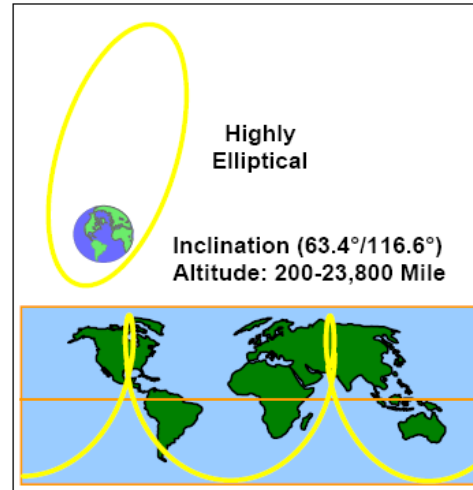 Highly
Elliptical
Inclination (63.4°/116.6°)
Altitude: 200-23,800 Mile